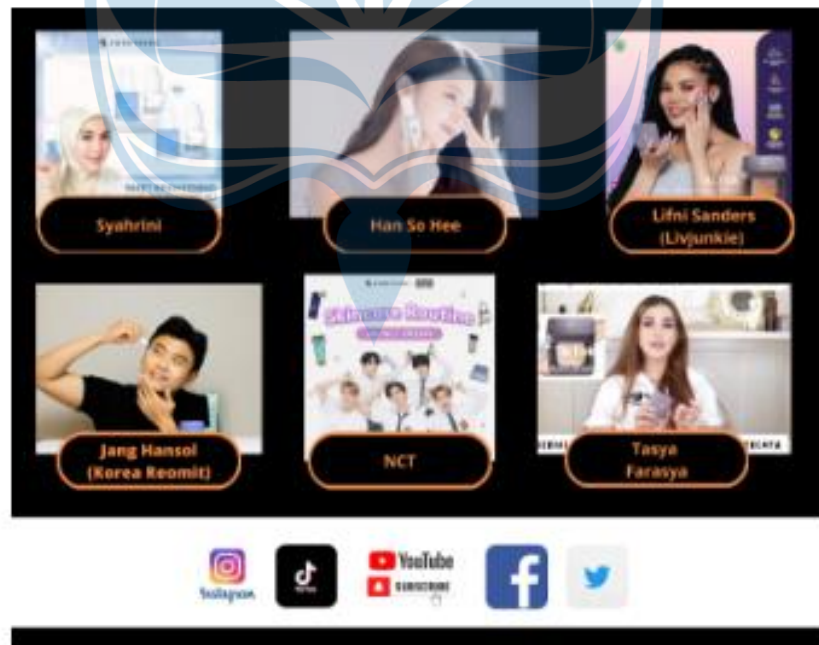 Syahrini
Han So Hee
Lifni Sanders
(Livjunkie)
Skincare Routine
Jang Hansol
(Korea Reomit)
NCT
Tasya
Farasya
Instagram
TikTok
YouTube
SUBSCRIBE